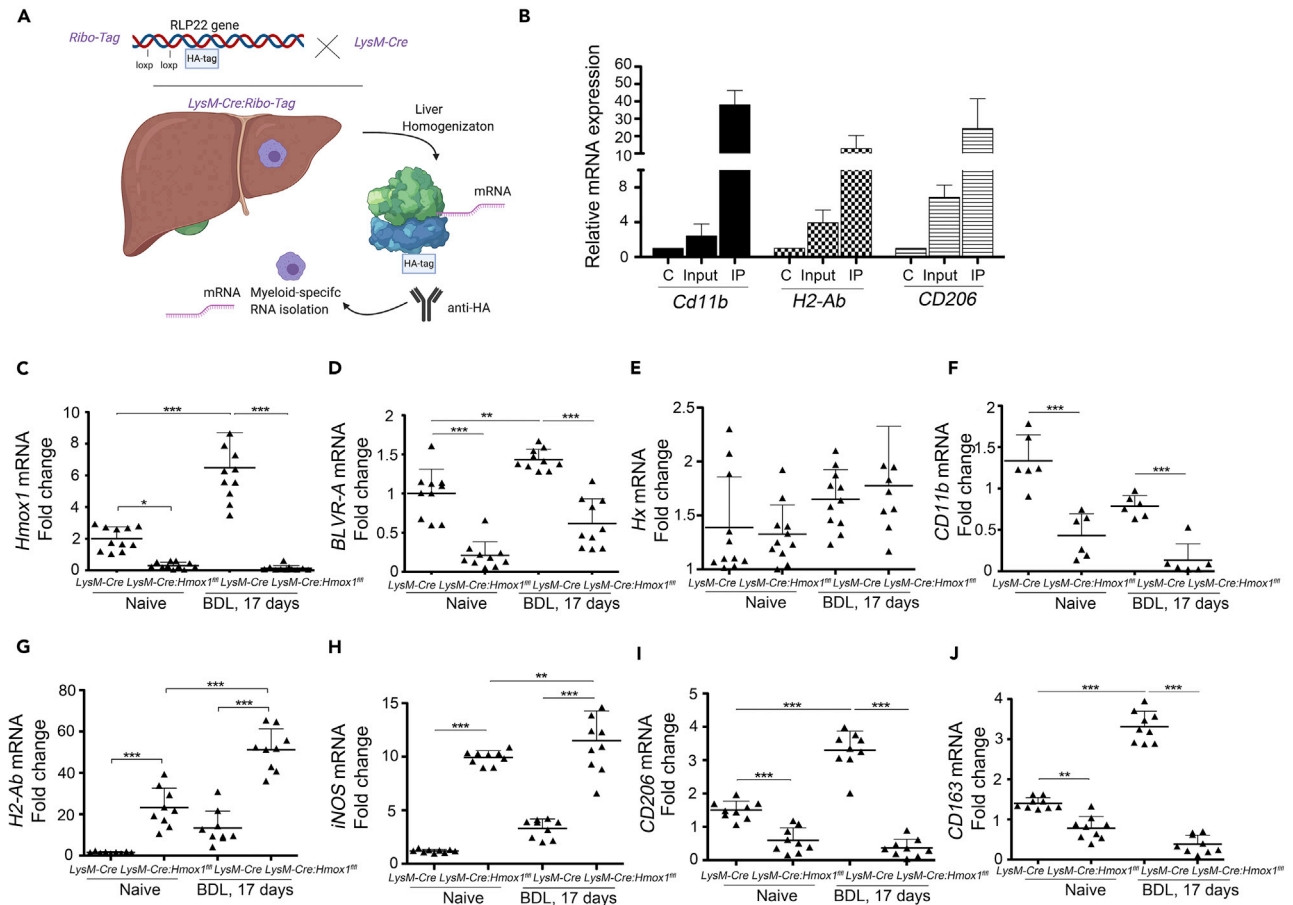 A
Ribo-Tag
RLP22 gene
LysM-Cre
loxp
loxp
HA-tag
LysM-Cre:Ribo-Tag
Liver
Homogenizaton
mRNA
HA-tag
mRNA
Myeloid-specifc
RNA isolation
anti-HA
B
Relative mRNA expression
60
50
40
30
20
10
8
4
0
C Input IP C Input IP C Input IP
Cd11b H2-Ab CD206
C
Hmox1 mRNA
Fold change
10
8
6
4
2
0
***
***
*
LysM-Cre LysM-Cre:Hmox1fl/fl LysM-Cre LysM-Cre:Hmox1fl/fl
Naive BDL, 17 days
D
BLVR-A mRNA
Fold change
2
1.5
1
0.5
0
**
***
***
LysM-Cre LysM-Cre:Hmox1fl/fl LysM-Cre LysM-Cre:Hmox1fl/fl
Naive BDL, 17 days
E
Hx mRNA
Fold change
2.5
2
1.5
1
LysM-Cre LysM-Cre:Hmox1fl/fl LysM-Cre LysM-Cre:Hmox1fl/fl
Naive BDL, 17 days
F
CD11b mRNA
Fold change
2
1.5
1
0.5
0
***
***
LysM-Cre LysM-Cre:Hmox1fl/fl LysM-Cre LysM-Cre:Hmox1fl/fl
Naive BDL, 17 days
G
H2-Ab mRNA
Fold change
80
60
40
20
0
***
***
***
LysM-Cre LysM-Cre:Hmox1fl/fl LysM-Cre LysM-Cre:Hmox1fl/fl
Naive BDL, 17 days
H
iNOS mRNA
Fold change
15
10
5
0
**
***
***
LysM-Cre LysM-Cre:Hmox1fl/fl LysM-Cre LysM-Cre:Hmox1fl/fl
Naive BDL, 17 days
I
CD206 mRNA
Fold change
5
4
3
2
1
0
***
***
***
LysM-Cre LysM-Cre:Hmox1fl/fl LysM-Cre LysM-Cre:Hmox1fl/fl
Naive BDL, 17 days
J
CD163 mRNA
Fold change
4
3
2
1
0
***
***
**
LysM-Cre LysM-Cre:Hmox1fl/fl LysM-Cre LysM-Cre:Hmox1fl/fl
Naive BDL, 17 days